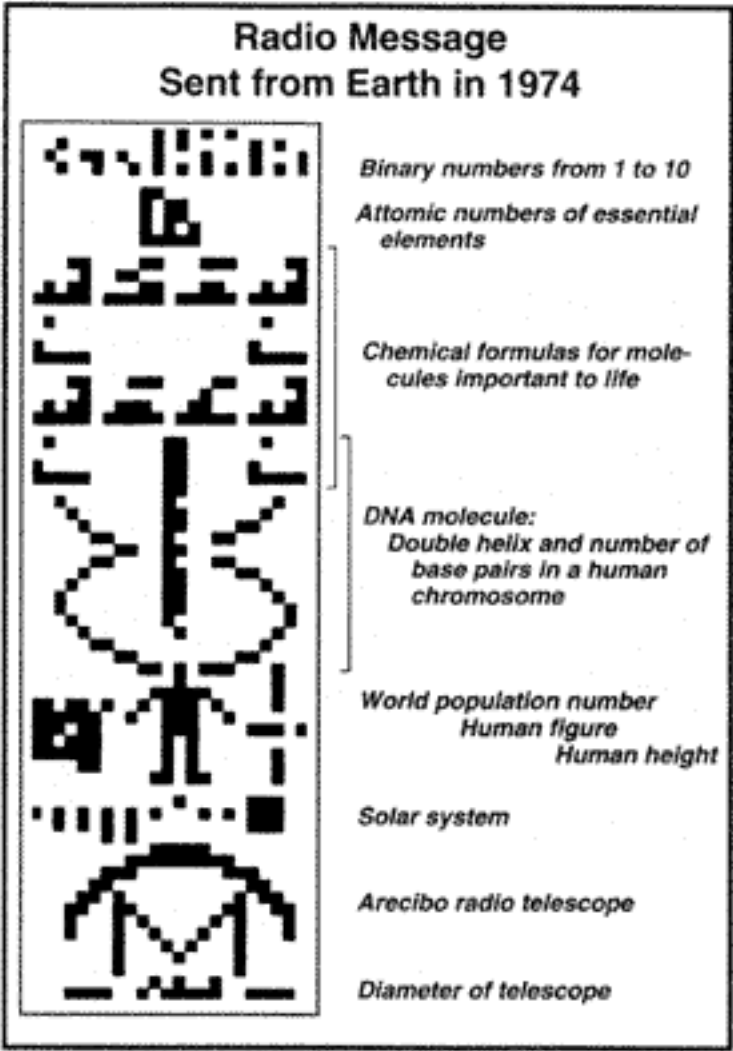 Radio Message
Sent from Earth in 1974
Binary numbers from 1 to 10
Attomic numbers of essential
elements
Chemical formulas for mole-
cules important to life
DNA molecule:
Double helix and number of
base pairs in a human
chromosome
World population number
Human figure
Human height
Solar system
Arecibo radio telescope
Diameter of telescope